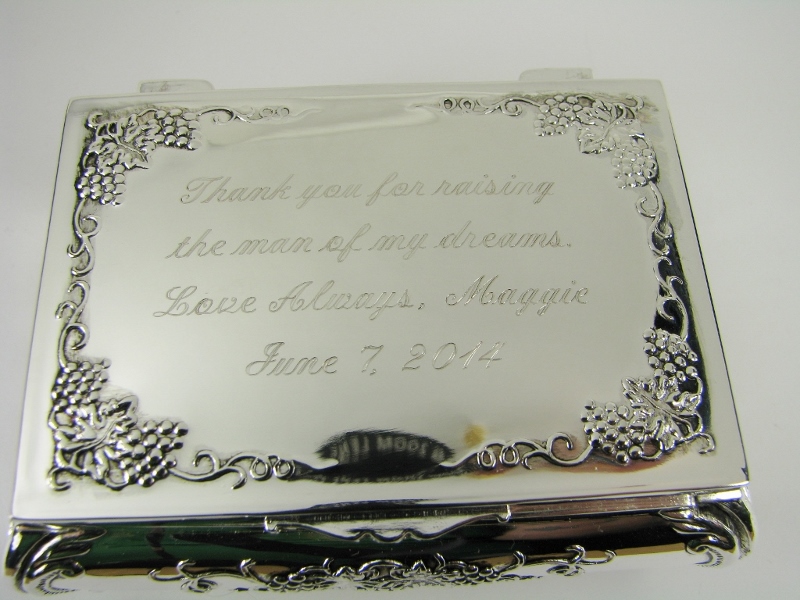 Thank you for raising
the man of my dreams.
Love Always, Maggie
June 7, 2014